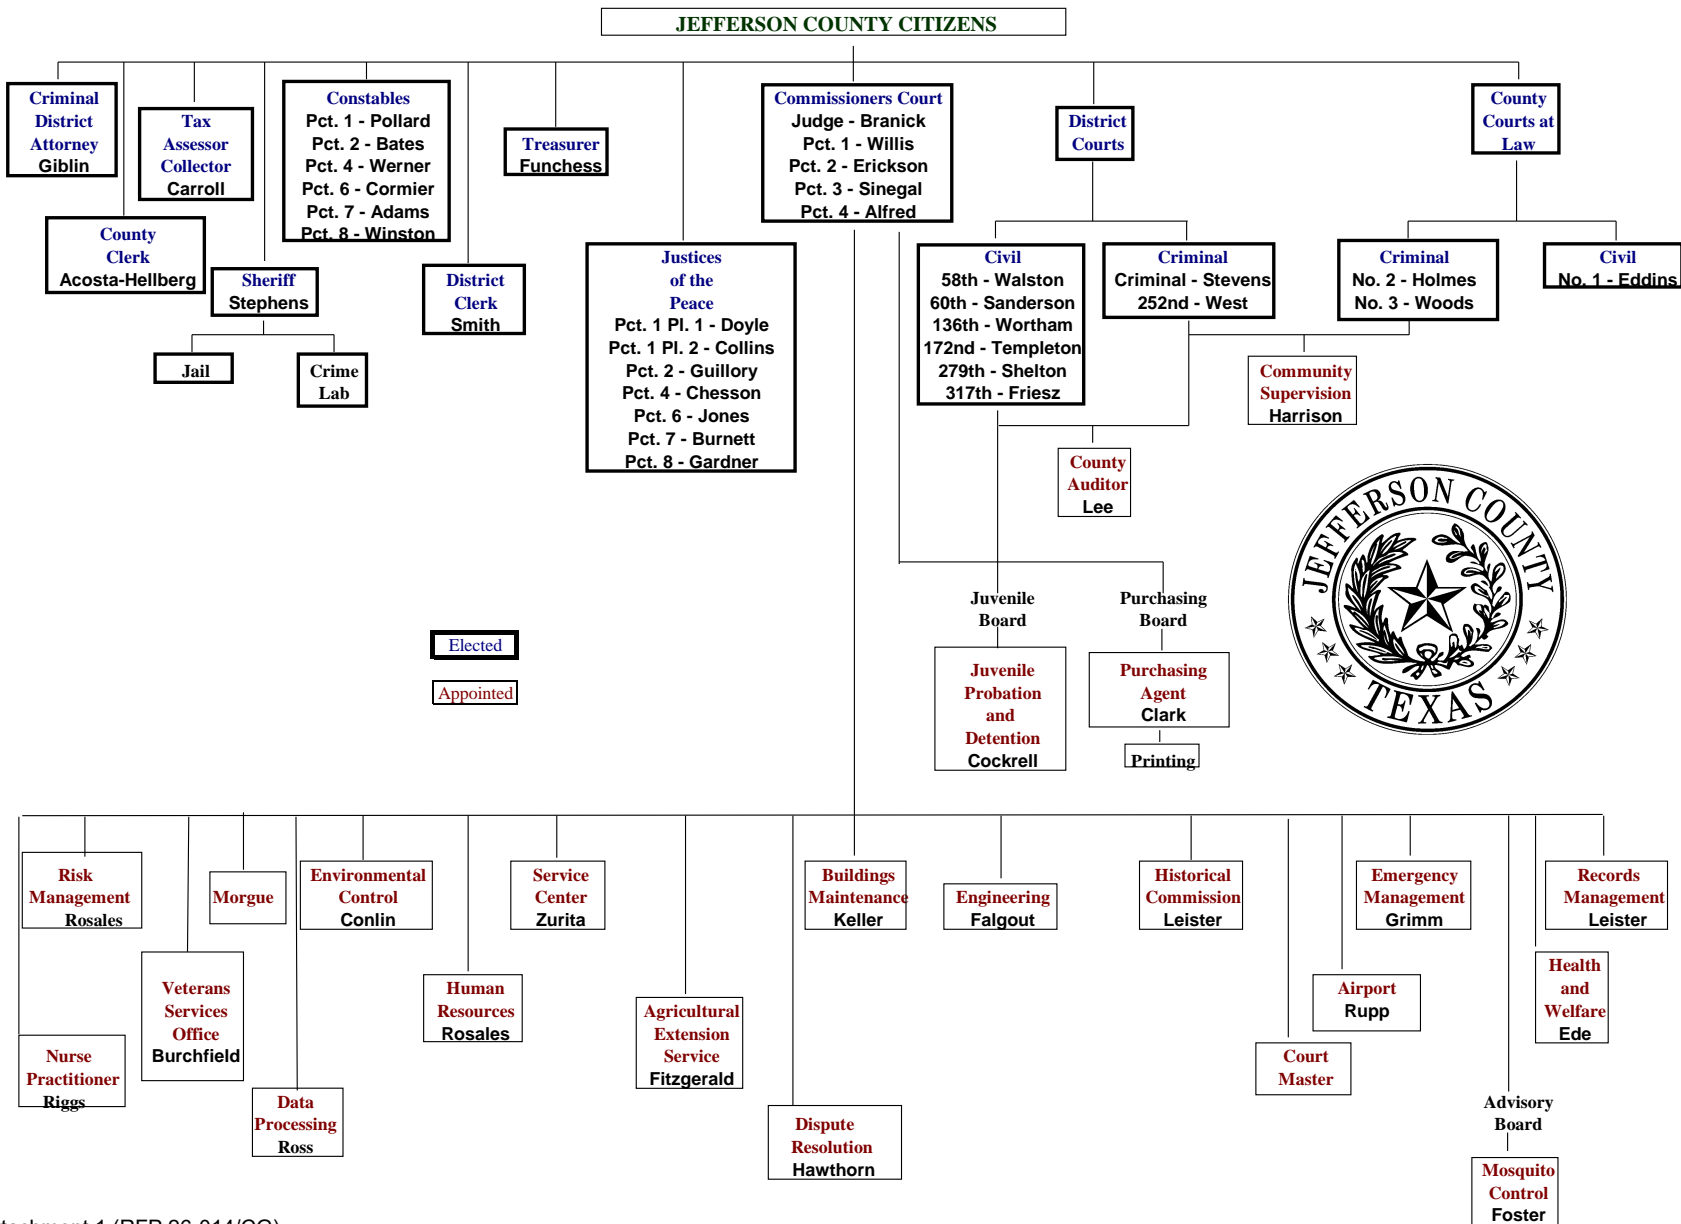 JEFFERSON COUNTY CITIZENS
Criminal
District
Attorney
Giblin
Tax
Assessor
Collector
Carroll
Constables
Pct. 1 - Pollard
Pct. 2 - Bates
Pct. 4 - Werner
Pct. 6 - Cormier
Pct. 7 - Adams
Pct. 8 - Winston
Treasurer
Funchess
Commissioners Court
Judge - Branick
Pct. 1 - Willis
Pct. 2 - Erickson
Pct. 3 - Sinegal
Pct. 4 - Alfred
District
Courts
County
Courts at
Law
County
Clerk
Acosta-Hellberg
Sheriff
Stephens
District
Clerk
Smith
Justices
of the
Peace
Pct. 1 Pl. 1 - Doyle
Pct. 1 Pl. 2 - Collins
Pct. 2 - Guillory
Pct. 4 - Chesson
Pct. 6 - Jones
Pct. 7 - Burnett
Pct. 8 - Gardner
Civil
58th - Walston
60th - Sanderson
136th - Wortham
172nd - Templeton
279th - Shelton
317th - Friesz
Criminal
Criminal - Stevens
252nd - West
Criminal
No. 2 - Holmes
No. 3 - Woods
Civil
No. 1 - Eddins
Jail
Crime
Lab
Community
Supervision
Harrison
County
Auditor
Lee
JEFFERSON COUNTY
TEXAS
Juvenile
Board
Purchasing
Board
Elected
Appointed
Juvenile
Probation
and
Detention
Cockrell
Purchasing
Agent
Clark
Printing
Risk
Management
Rosales
Morgue
Environmental
Control
Conlin
Service
Center
Zurita
Buildings
Maintenance
Keller
Engineering
Falgout
Historical
Commission
Leister
Emergency
Management
Grimm
Records
Management
Leister
Veterans
Services
Office
Burchfield
Human
Resources
Rosales
Agricultural
Extension
Service
Fitzgerald
Airport
Rupp
Health
and
Welfare
Ede
Nurse
Practitioner
Riggs
Data
Processing
Ross
Dispute
Resolution
Hawthorn
Court
Master
Advisory
Board
Mosquito
Control
Foster